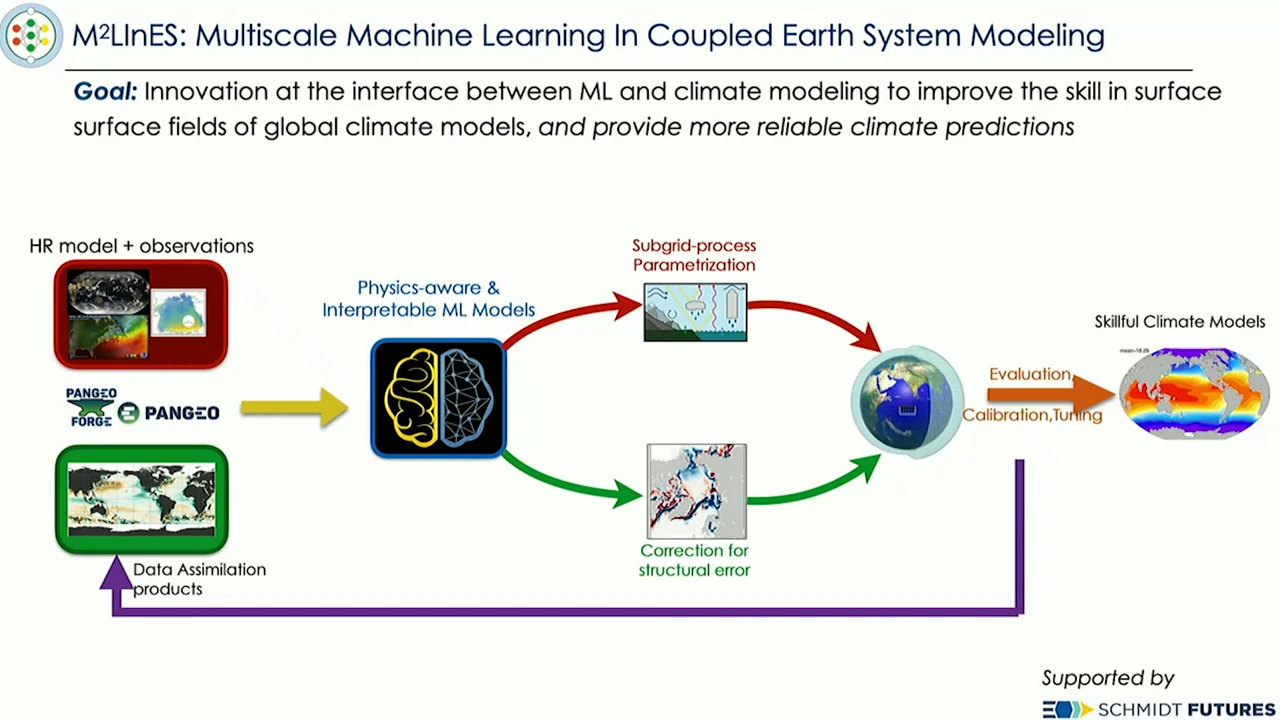 M²LInES: Multiscale Machine Learning In Coupled Earth System Modeling
Goal: Innovation at the interface between ML and climate modeling to improve the skill in surface
surface fields of global climate models, and provide more reliable climate predictions
HR model + observations
Physics-aware &
Interpretable ML Models
Subgrid-process
Parametrization
Skillful Climate Models
mean=18.25
Evaluation,
Calibration,Tuning
PANGEO
FORGE
PANGEO
Correction for
structural error
Data Assimilation
products
Supported by
SCHMIDT FUTURES